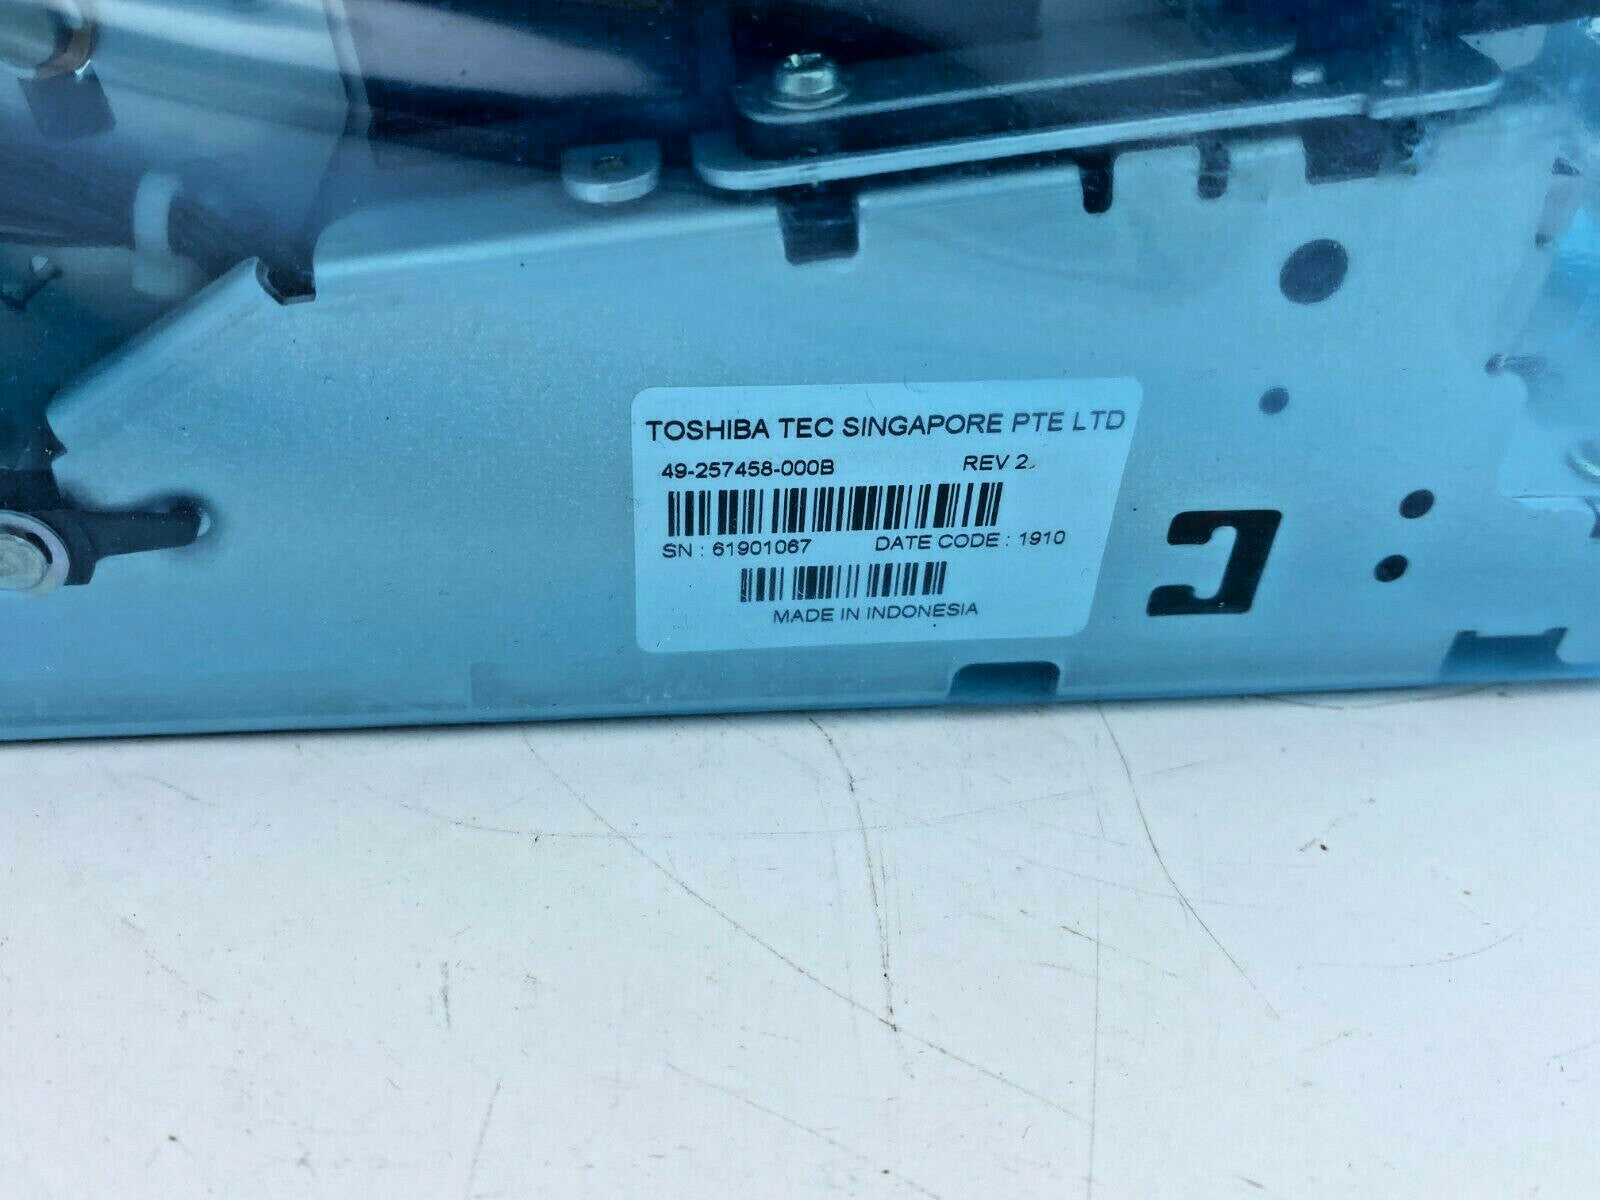 TOSHIBA TEC SINGAPORE PTE LTD
49-257458-000B REV 2.
SN : 61901067 DATE CODE : 1910
MADE IN INDONESIA